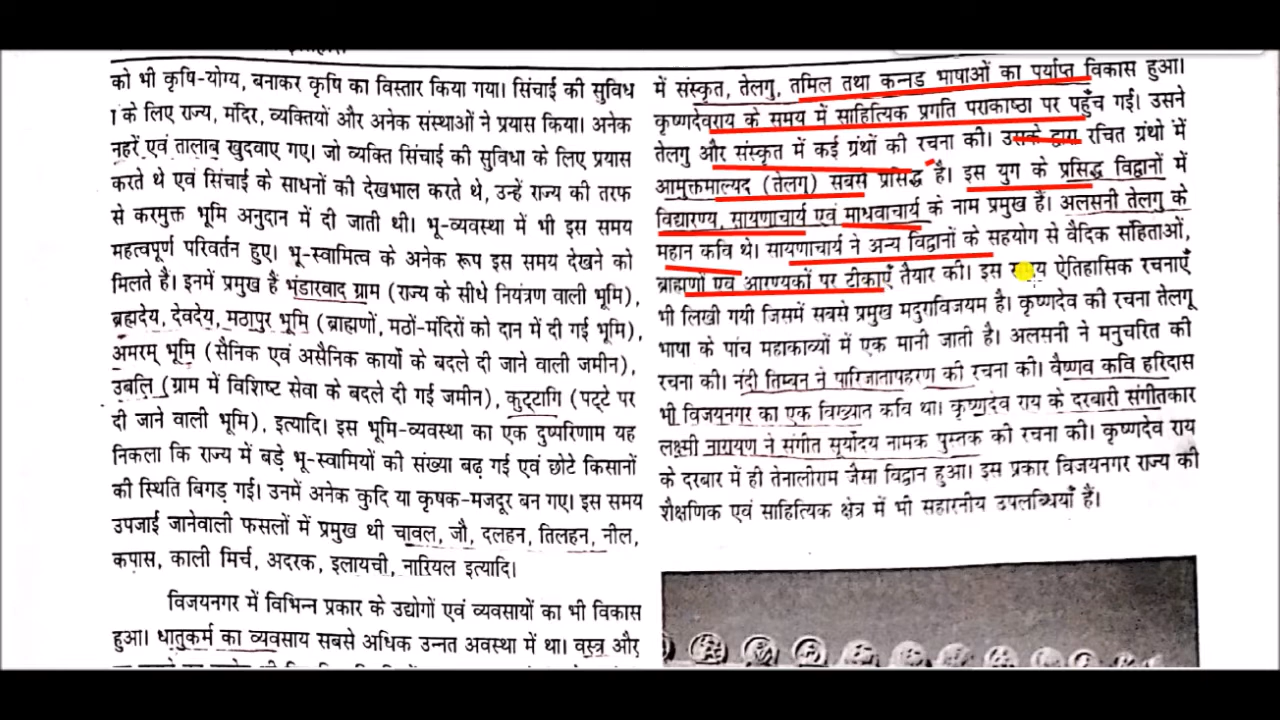 को भी कृषि-योग्य, बनाकर कृषि का विस्तार किया गया। सिंचाई की सुविध
1 के लिए राज्य, मंदिर, व्यक्तियों और अनेक संस्थाओं ने प्रयास किया। अनेक
नहरें एवं तालाब खुदवाए गए। जो व्यक्ति सिंचाई की सुविधा के लिए प्रयास
करते थे एवं सिंचाई के साधनों की देखभाल करते थे, उन्हें राज्य की तरफ
से करमुक्त भूमि अनुदान में दी जाती थी। भू-व्यवस्था में भी इस समय
महत्वपूर्ण परिवर्तन हुए। भू-स्वामित्व के अनेक रूप इस समय देखने को
मिलते हैं। इनमें प्रमुख हैं भंडारवाद ग्राम (राज्य के सीधे नियंत्रण वाली भूमि),
ब्रह्मदेय, देवदेय, मठापुर भूमि (ब्राह्मणों, मठों-मंदिरों को दान में दी गई भूमि),
अमरम् भूमि (सैनिक एवं असैनिक कार्यो के बदले दी जाने वाली जमीन),
उंबलि (ग्राम में विशिष्ट सेवा के बदले दी गई जमीन), कुट्टागि (पट्टे पर
दी जाने वाली भूमि), इत्यादि। इस भूमि-व्यवस्था का एक दुष्परिणाम यह
निकला कि राज्य में बड़े भू-स्वामियों की संख्या बढ़ गई एवं छोटे किसानों
की स्थिति बिगड़ गई। उनमें अनेक कुदि या कृषक-मजदूर बन गए। इस समय
उपजाई जानेवाली फसलों में प्रमुख थी चावल, जौ, दलहन, तिलहन, नील,
कपास, काली मिर्च, अदरक, इलायची, नारियल इत्यादि।
विजयनगर में विभिन्न प्रकार के उद्योगों एवं व्यवसायों का भी विकास
हुआ। धातुकर्म का व्यवसाय सबसे अधिक उन्नत अवस्था में था। वस्त्र और
में संस्कृत, तेलगु, तमिल तथा कन्नड भाषाओं का पर्याप्त विकास हुआ।
कृष्णदेवराय के समय में साहित्यिक प्रगति पराकाष्ठा पर पहुँच गई। उसने
तेलगु और संस्कृत में कई ग्रंथों की रचना की। उसके द्वारा रचित ग्रंथो में
आमुक्तमाल्यद (तेलगु) सबसे प्रसिद्ध है। इस युग के प्रसिद्ध विद्वानों में
विद्यारण्य, सायणाचार्य एवं माधवाचार्य के नाम प्रमुख हैं। अलसनी तेलगु के
महान कवि थे। सायणाचार्य ने अन्य विद्वानों के सहयोग से वैदिक सहिताओं,
ब्राह्मणों एवं आरण्यकों पर टीकाएँ तैयार की। इस ऐतिहासिक रचनाएँ
भी लिखी गयी जिसमें सबसे प्रमुख मदुराविजयम है। कृष्णदेव की रचना तेलगू
भाषा के पांच महाकाव्यों में एक मानी जाती है। अलसनी ने मनुचरित की
रचना की। नंदी तिम्बन ने पारिजातापहरण की रचना की। वैष्णव कवि हरिदास
भी विजयनगर का एक विख्यात कवि था। कृष्णदेव राय के दरबारी संगीतकार
लक्ष्मी नारायण ने संगीत सूर्योदय नामक पुस्तक की रचना की। कृष्णदेव राय
के दरबार में ही तेनालीराम जैसा विद्वान हुआ। इस प्रकार विजयनगर राज्य की
शैक्षणिक एवं साहित्यिक क्षेत्र में भी सहारनीय उपलब्धियाँ हैं।